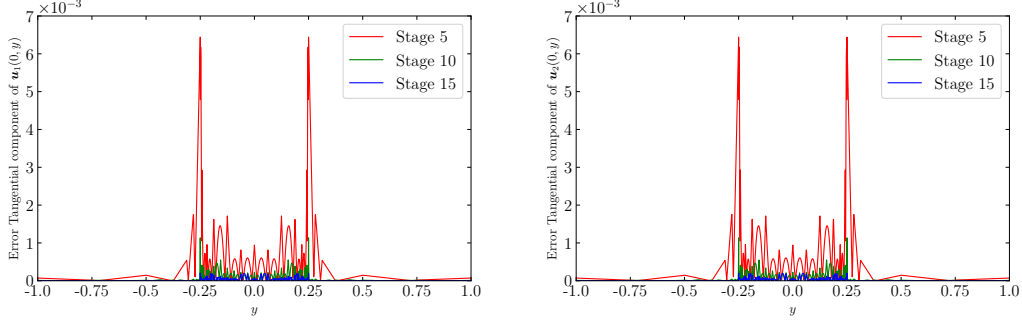 7 ×10⁻³
Error Tangential component of u₁(0, y)
6
5
4
3
2
1
0
-1.0 -0.75 -0.5 -0.25 0.0 0.25 0.5 0.75 1.0
y
Stage 5
Stage 10
Stage 15
7 ×10⁻³
Error Tangential component of u₂(0, y)
6
5
4
3
2
1
0
-1.0 -0.75 -0.5 -0.25 0.0 0.25 0.5 0.75 1.0
y
Stage 5
Stage 10
Stage 15